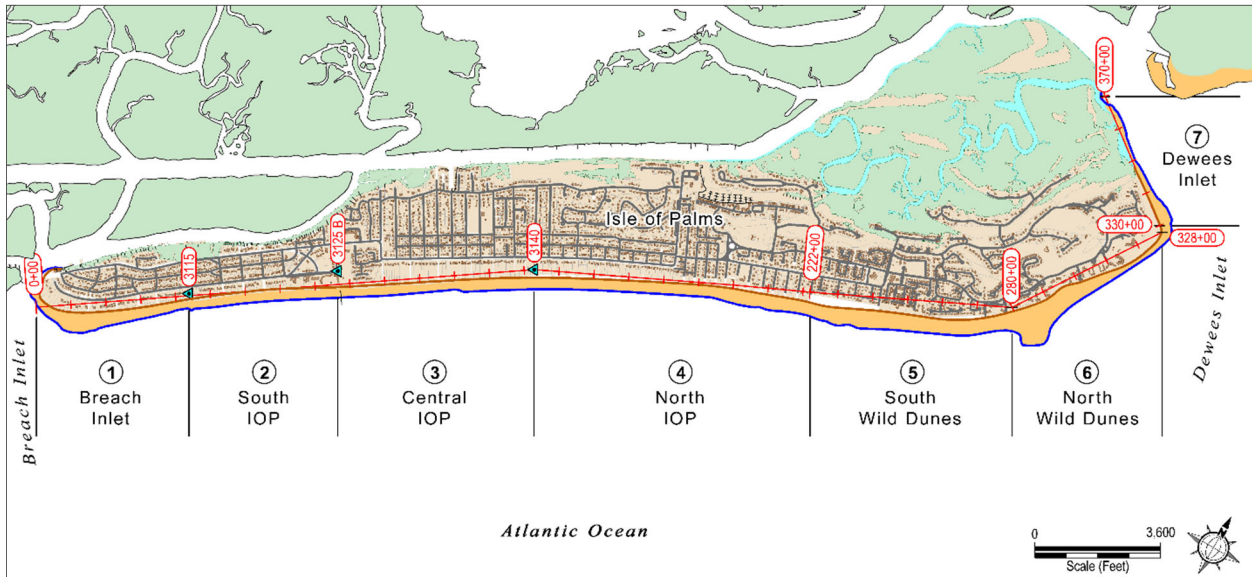 370+00
7
Dewees
Inlet
Isle of Palms
330+00
328+00
0+00
3115
3125 B
3140
222+00
280+00
Breach Inlet
1
Breach
Inlet
2
South
IOP
3
Central
IOP
4
North
IOP
5
South
Wild Dunes
6
North
Wild Dunes
Dewees Inlet
Atlantic Ocean
0
3,600
Scale (Feet)